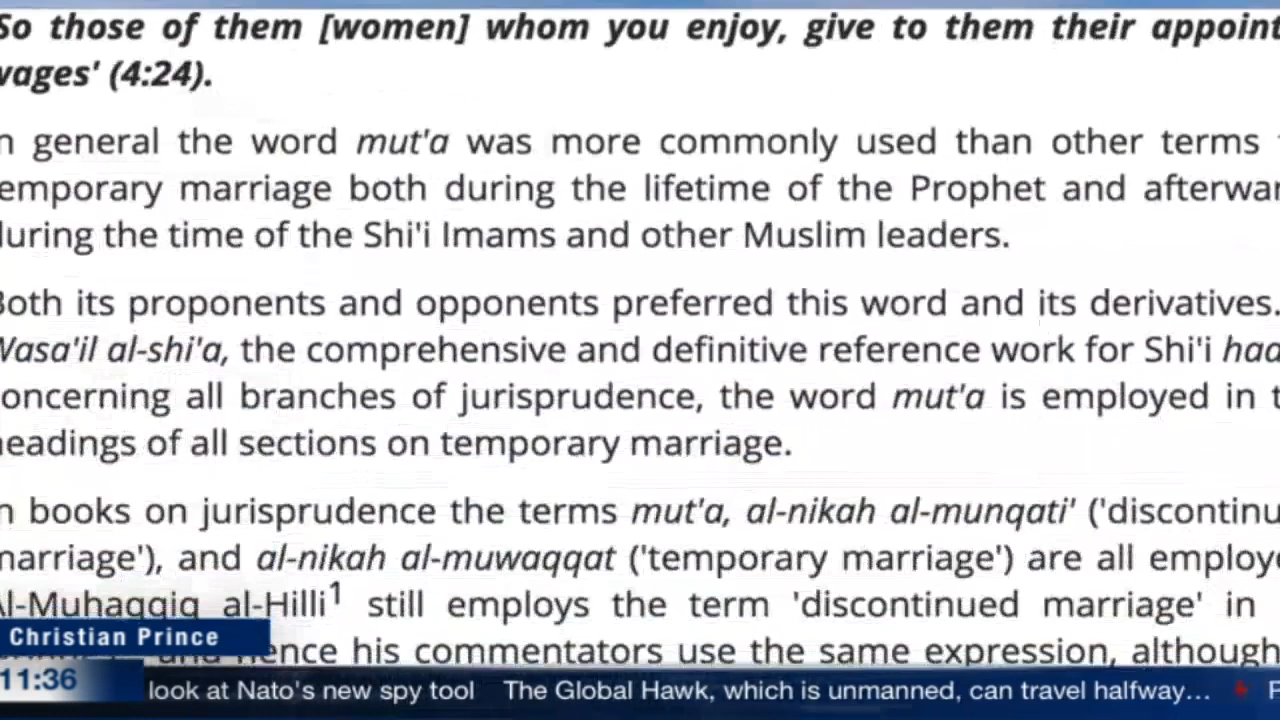 So those of them [women] whom you enjoy, give to them their appoint
vages' (4:24).
n general the word mut'a was more commonly used than other terms
emporary marriage both during the lifetime of the Prophet and afterwar
luring the time of the Shi'i Imams and other Muslim leaders.
Both its proponents and opponents preferred this word and its derivatives.
Wasa'il al-shi'a, the comprehensive and definitive reference work for Shi'i had
oncerning all branches of jurisprudence, the word mut'a is employed in t
neadings of all sections on temporary marriage.
n books on jurisprudence the terms mut'a, al-nikah al-munqati' ('discontinu
narriage'), and al-nikah al-muwaqqat ('temporary marriage') are all employe
Al-Muhaqqiq al-Hilli1 still employs the term 'discontinued marriage' in
and hence his commentators use the same expression, although
Christian Prince
11:36
look at Nato's new spy tool The Global Hawk, which is unmanned, can travel halfway... P